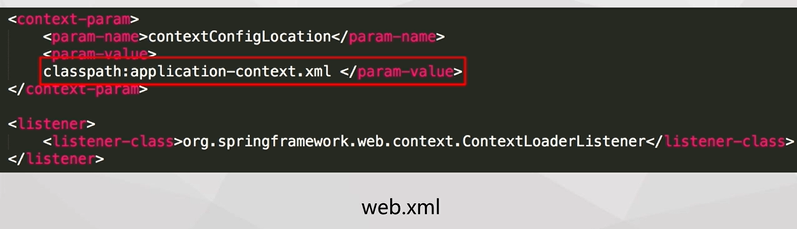 <context-param>
<param-name>contextConfigLocation</param-name>
<param-value>
classpath:application-context.xml </param-value>
</context-param>
<listener>
<listener-class>org.springframework.web.context.ContextLoaderListener</listener-class>
</listener>
web.xml